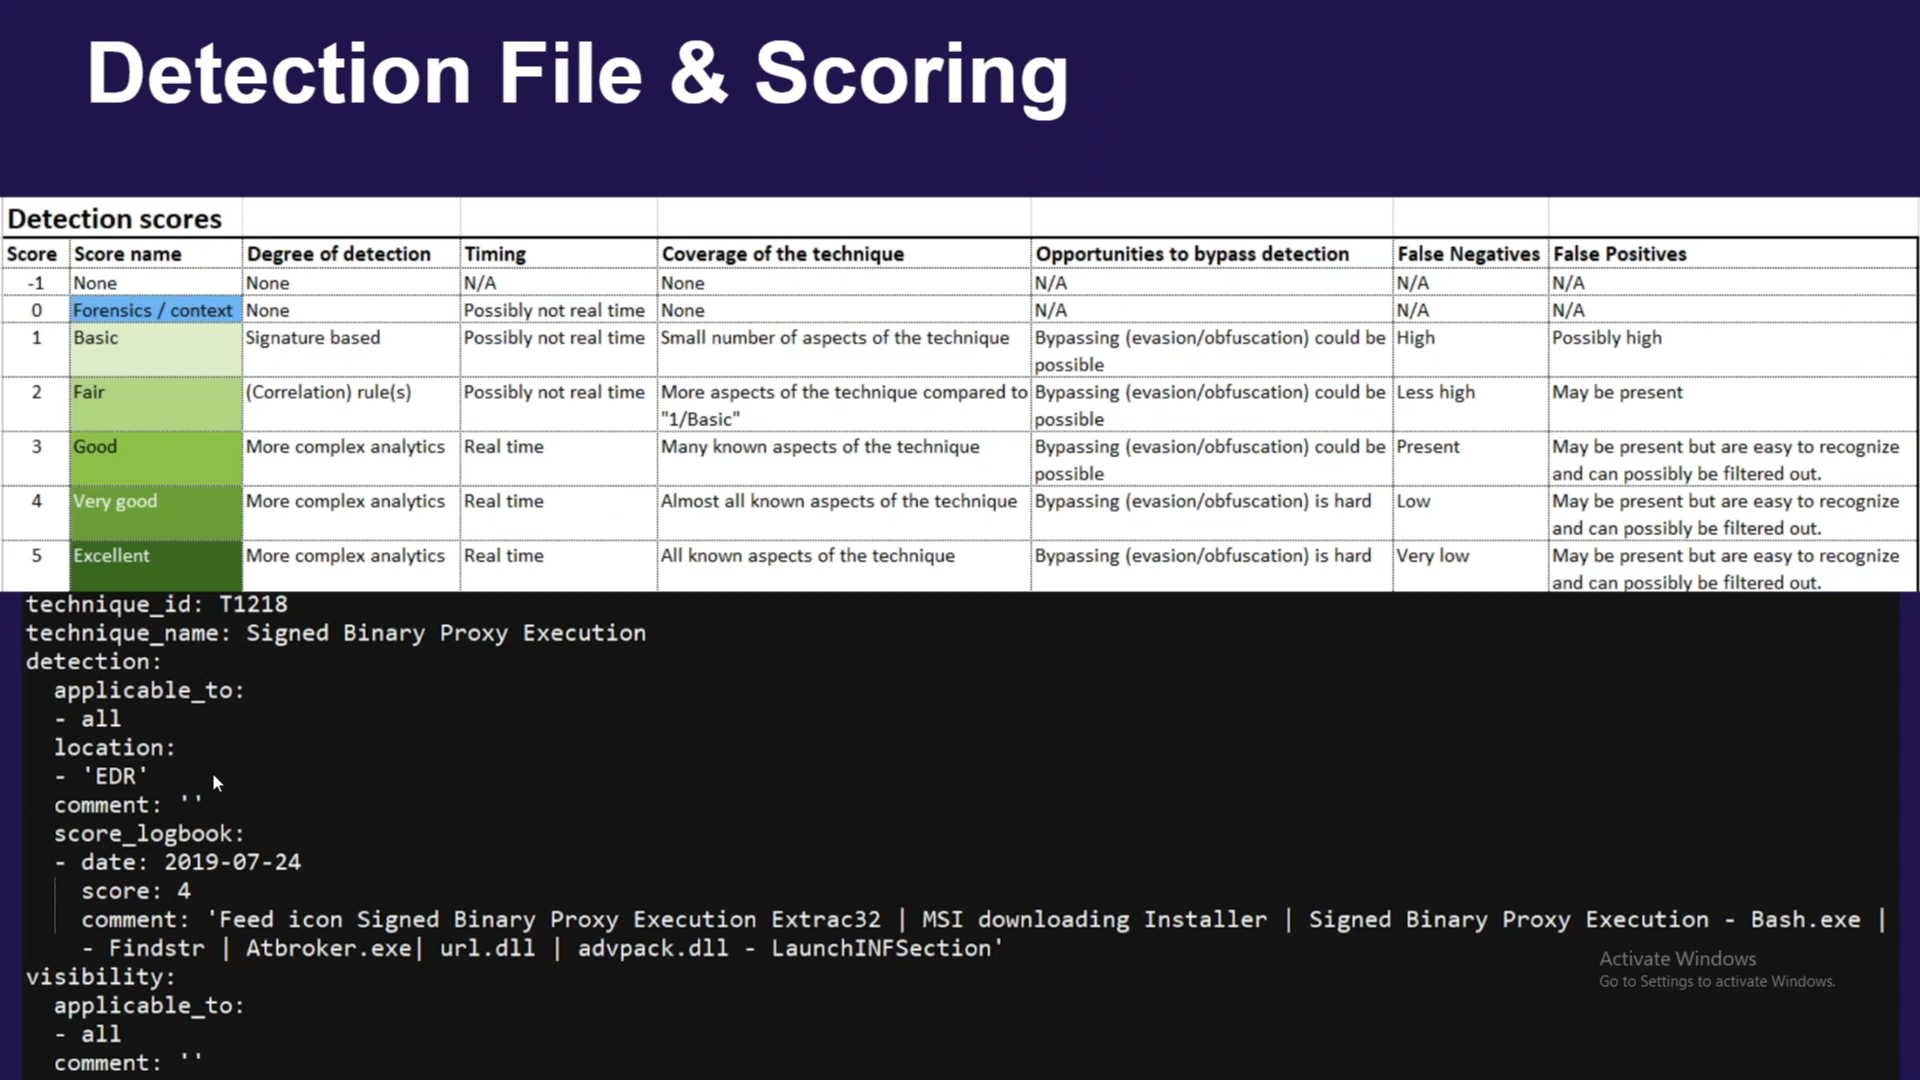 Detection File & Scoring
Detection scores
Score Score name Degree of detection Timing Coverage of the technique Opportunities to bypass detection False Negatives False Positives
-1 None None N/A None N/A N/A N/A
0 Forensics / context None Possibly not real time None N/A N/A N/A
1 Basic Signature based Possibly not real time Small number of aspects of the technique Bypassing (evasion/obfuscation) could be High Possibly high
possible
2 Fair (Correlation) rule(s) Possibly not real time More aspects of the technique compared to Bypassing (evasion/obfuscation) could be Less high May be present
"1/Basic" possible
3 Good More complex analytics Real time Many known aspects of the technique Bypassing (evasion/obfuscation) could be Present May be present but are easy to recognize
possible and can possibly be filtered out.
4 Very good More complex analytics Real time Almost all known aspects of the technique Bypassing (evasion/obfuscation) is hard Low May be present but are easy to recognize
and can possibly be filtered out.
5 Excellent More complex analytics Real time All known aspects of the technique Bypassing (evasion/obfuscation) is hard Very low May be present but are easy to recognize
and can possibly be filtered out.
technique_id: T1218
technique_name: Signed Binary Proxy Execution
detection:
applicable_to:
- all
location:
- 'EDR'
comment: ''
score_logbook:
- date: 2019-07-24
score: 4
comment: 'Feed icon Signed Binary Proxy Execution Extrac32 | MSI downloading Installer | Signed Binary Proxy Execution - Bash.exe |
- Findstr | Atbroker.exe| url.dll | advpack.dll - LaunchINFSection'
visibility:
applicable_to:
- all
comment: ''
Activate Windows
Go to Settings to activate Windows.